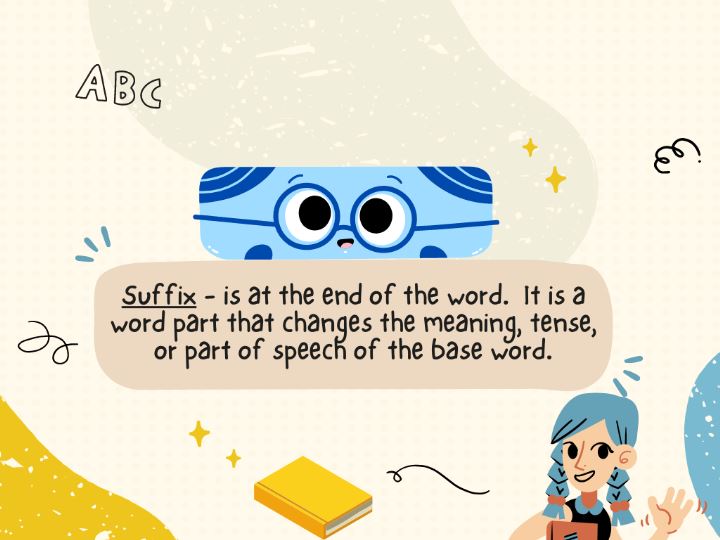 ABC
Suffix - is at the end of the word. It is a
word part that changes the meaning, tense,
or part of speech of the base word.